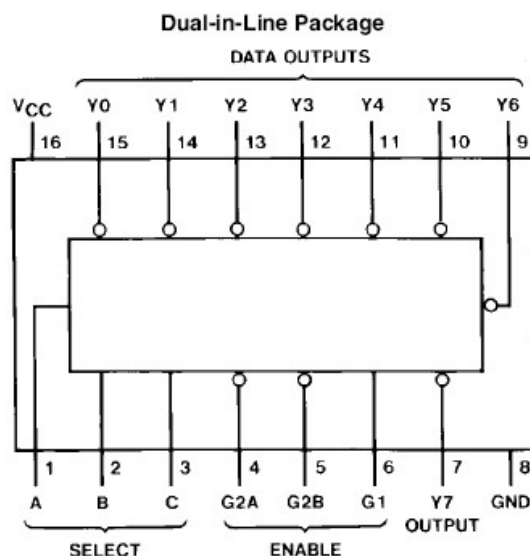 Dual-in-Line Package
DATA OUTPUTS
VCC Y0 Y1 Y2 Y3 Y4 Y5 Y6
16 15 14 13 12 11 10 9
1 2 3 4 5 6 7 8
A B C G2A G2B G1 Y7 GND
OUTPUT
SELECT ENABLE